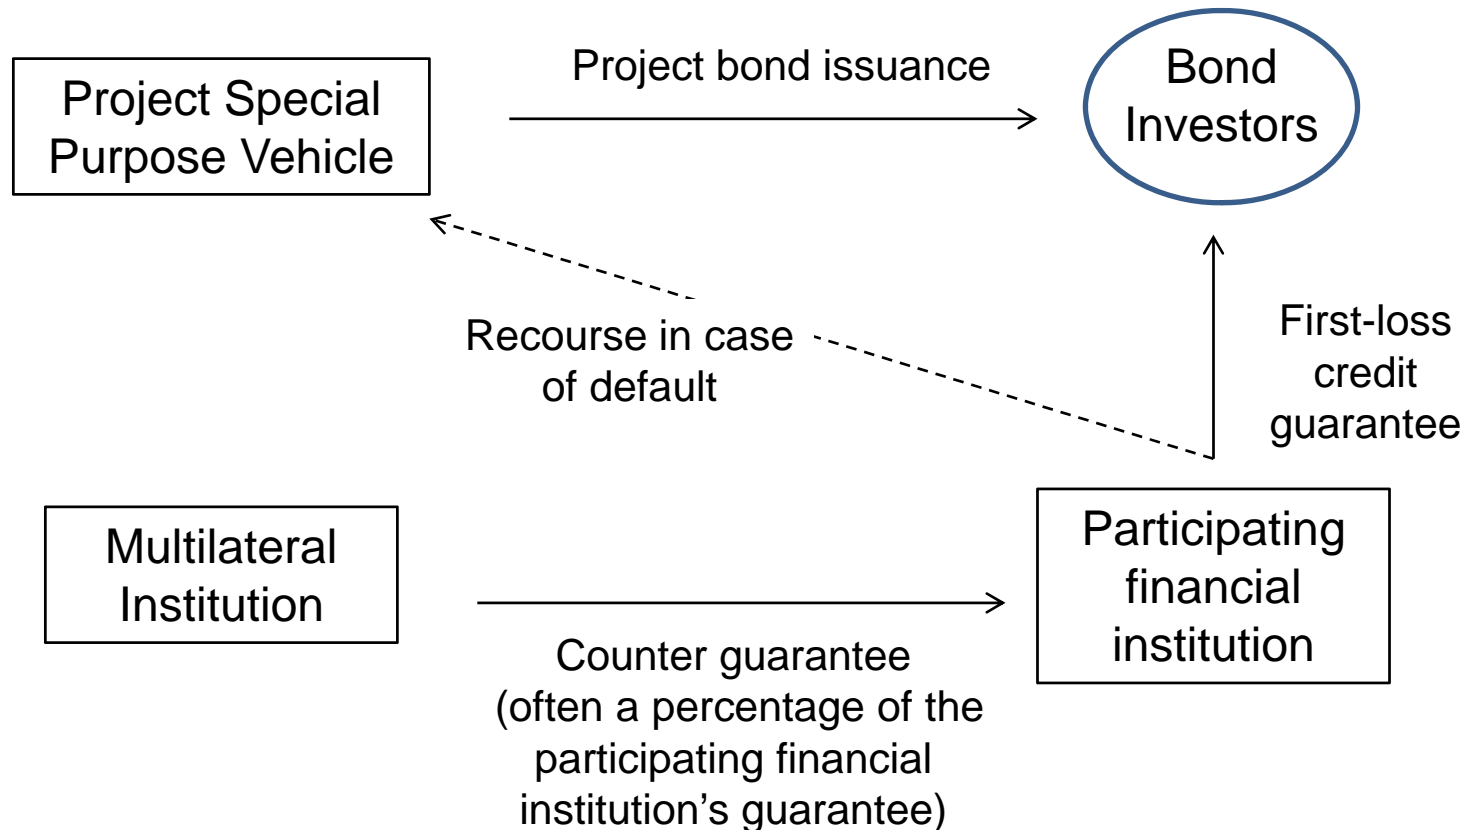 Project Special
Purpose Vehicle
Project bond issuance
Bond
Investors
Recourse in case
of default
First-loss
credit
guarantee
Multilateral
Institution
Counter guarantee
(often a percentage of the
participating financial
institution’s guarantee)
Participating
financial
institution